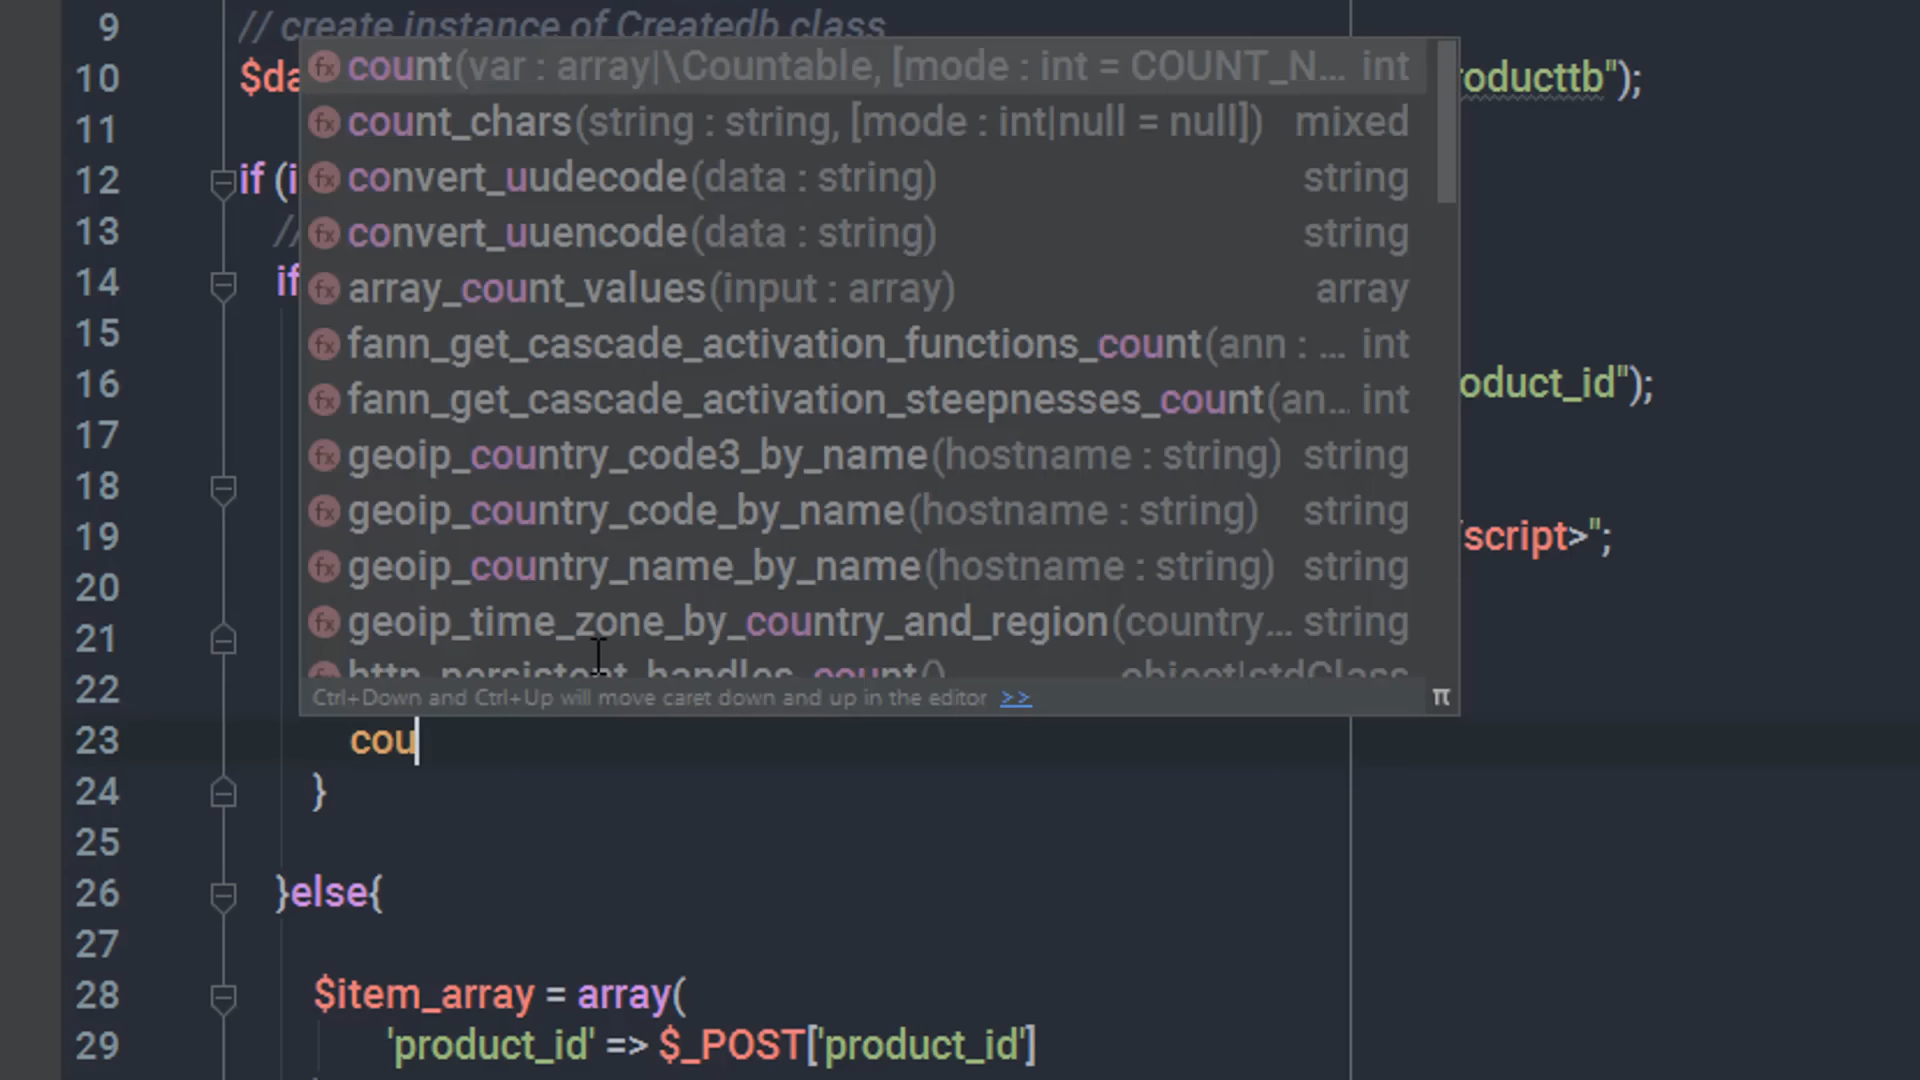 9 // create instance of Createdb class
10 $da roducttb");
11
12 if (i
13 //
14 if
15
16 oduct_id");
17
18
19 script>";
20
21
22
23 cou
24 }
25
26 }else{
27
28 $item_array = array(
29 'product_id' => $_POST['product_id']
count(var : array|\Countable, [mode : int = COUNT_N... int
count_chars(string : string, [mode : int|null = null]) mixed
convert_uudecode(data : string) string
convert_uuencode(data : string) string
array_count_values(input : array) array
fann_get_cascade_activation_functions_count(ann : ... int
fann_get_cascade_activation_steepnesses_count(an... int
geoip_country_code3_by_name(hostname : string) string
geoip_country_code_by_name(hostname : string) string
geoip_country_name_by_name(hostname : string) string
geoip_time_zone_by_country_and_region(country... string
http_persistent_handles_count() object|stdClass
Ctrl+Down and Ctrl+Up will move caret down and up in the editor >> π